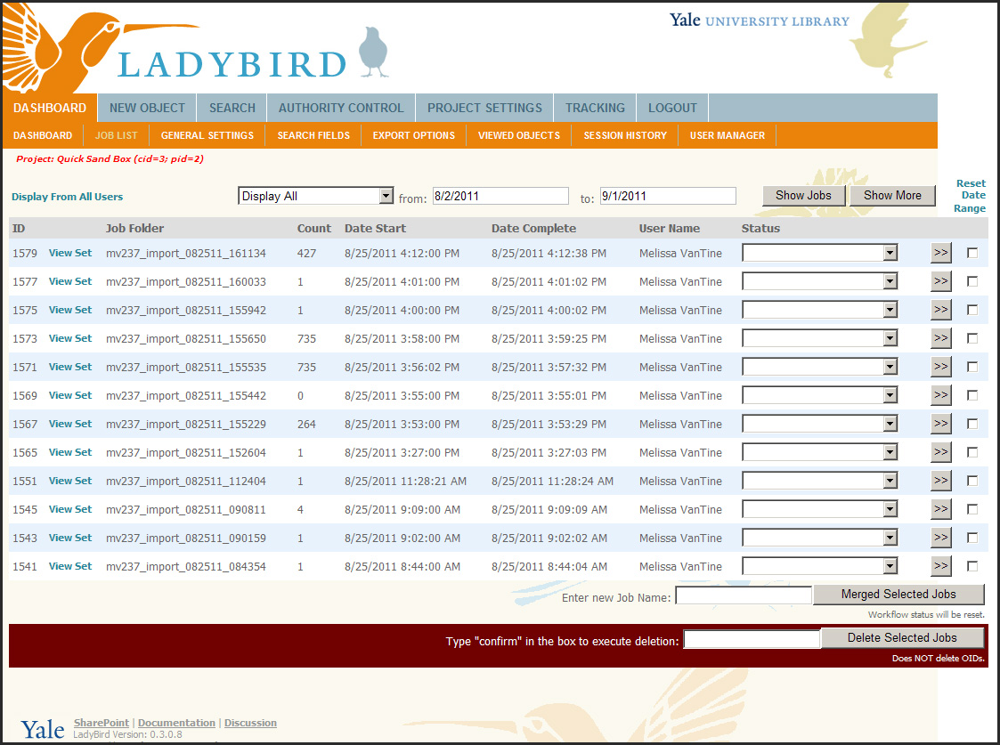 LADYBIRD
Yale UNIVERSITY LIBRARY
DASHBOARD NEW OBJECT SEARCH AUTHORITY CONTROL PROJECT SETTINGS TRACKING LOGOUT
DASHBOARD JOB LIST GENERAL SETTINGS SEARCH FIELDS EXPORT OPTIONS VIEWED OBJECTS SESSION HISTORY USER MANAGER
Project: Quick Sand Box (cid=3; pid=2)
Display From All Users Display All from: 8/2/2011 to: 9/1/2011 Show Jobs Show More
Reset
Date
Range
ID Job Folder Count Date Start Date Complete User Name Status
1579 View Set mv237_import_082511_161134 427 8/25/2011 4:12:00 PM 8/25/2011 4:12:38 PM Melissa VanTine >>
1577 View Set mv237_import_082511_160033 1 8/25/2011 4:01:00 PM 8/25/2011 4:01:02 PM Melissa VanTine >>
1575 View Set mv237_import_082511_155942 1 8/25/2011 4:00:00 PM 8/25/2011 4:00:02 PM Melissa VanTine >>
1573 View Set mv237_import_082511_155650 735 8/25/2011 3:58:00 PM 8/25/2011 3:59:25 PM Melissa VanTine >>
1571 View Set mv237_import_082511_155535 735 8/25/2011 3:56:02 PM 8/25/2011 3:57:32 PM Melissa VanTine >>
1569 View Set mv237_import_082511_155442 0 8/25/2011 3:55:00 PM 8/25/2011 3:55:01 PM Melissa VanTine >>
1567 View Set mv237_import_082511_155229 264 8/25/2011 3:53:00 PM 8/25/2011 3:53:29 PM Melissa VanTine >>
1565 View Set mv237_import_082511_152604 1 8/25/2011 3:27:00 PM 8/25/2011 3:27:03 PM Melissa VanTine >>
1551 View Set mv237_import_082511_112404 1 8/25/2011 11:28:21 AM 8/25/2011 11:28:24 AM Melissa VanTine >>
1545 View Set mv237_import_082511_090811 4 8/25/2011 9:09:00 AM 8/25/2011 9:09:09 AM Melissa VanTine >>
1543 View Set mv237_import_082511_090159 1 8/25/2011 9:02:00 AM 8/25/2011 9:02:02 AM Melissa VanTine >>
1541 View Set mv237_import_082511_084354 1 8/25/2011 8:44:00 AM 8/25/2011 8:44:04 AM Melissa VanTine >>
Enter new Job Name: Merged Selected Jobs
Workflow status will be reset.
Type "confirm" in the box to execute deletion: Delete Selected Jobs
Does NOT delete OIDs.
Yale SharePoint | Documentation | Discussion
LadyBird Version: 0.3.0.8